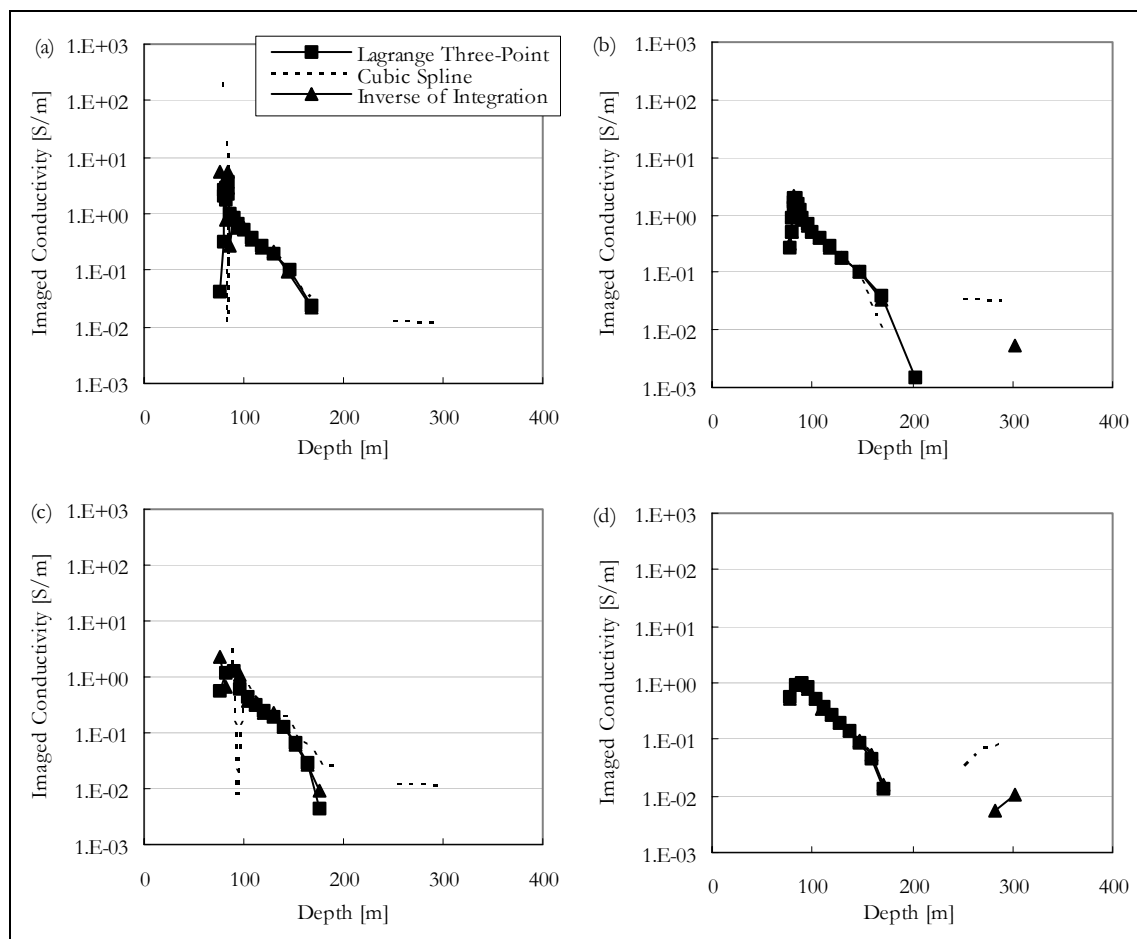 (a)
Imaged Conductivity [S/m]
1.E+03
1.E+02
1.E+01
1.E+00
1.E-01
1.E-02
1.E-03
0
100
200
300
400
Depth [m]
Lagrange Three-Point
Cubic Spline
Inverse of Integration
(b)
Imaged Conductivity [S/m]
1.E+03
1.E+02
1.E+01
1.E+00
1.E-01
1.E-02
1.E-03
0
100
200
300
400
Depth [m]
(c)
Imaged Conductivity [S/m]
1.E+03
1.E+02
1.E+01
1.E+00
1.E-01
1.E-02
1.E-03
0
100
200
300
400
Depth [m]
(d)
Imaged Conductivity [S/m]
1.E+03
1.E+02
1.E+01
1.E+00
1.E-01
1.E-02
1.E-03
0
100
200
300
400
Depth [m]